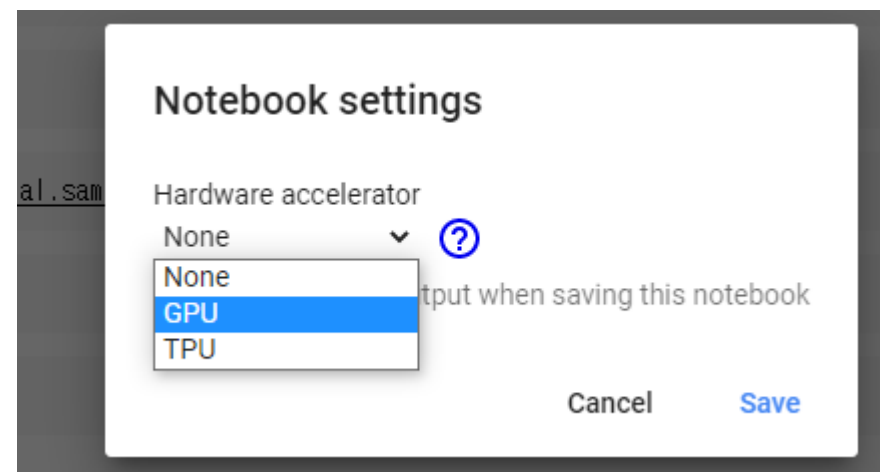 Notebook settings
al.sam
Hardware accelerator
None
None
GPU
TPU
tput when saving this notebook
Cancel
Save